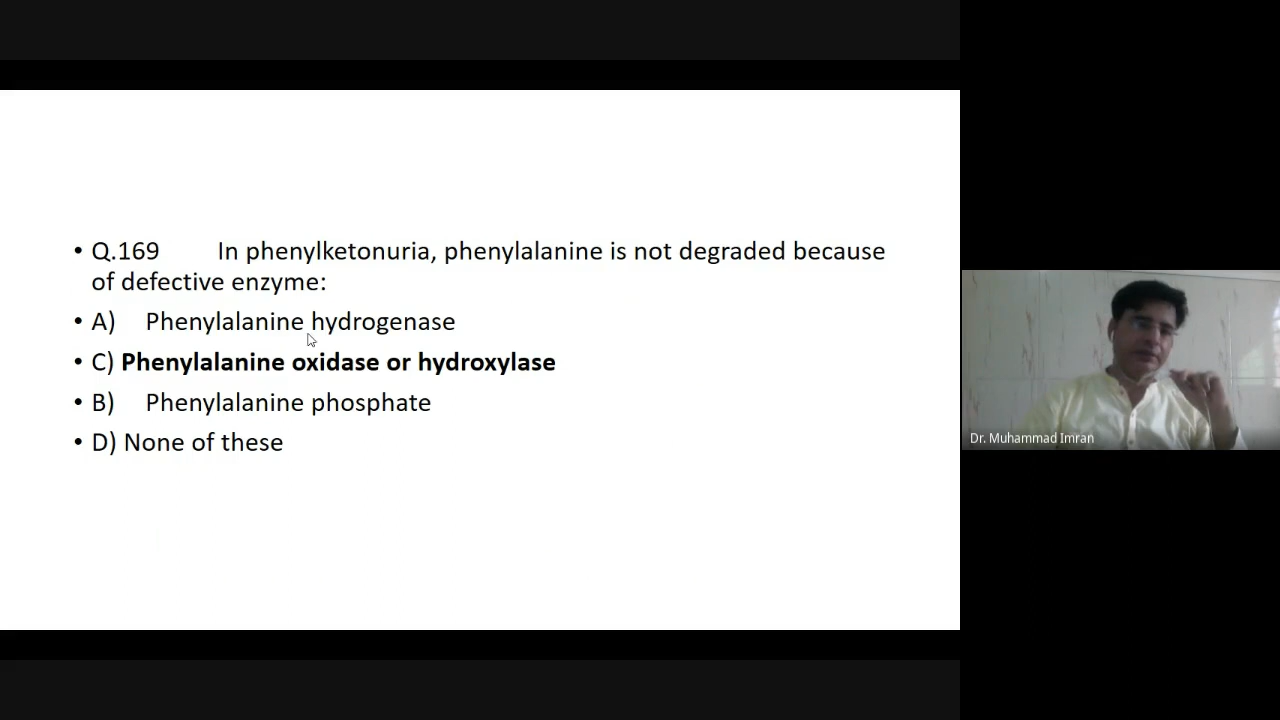 • Q.169 In phenylketonuria, phenylalanine is not degraded because
of defective enzyme:
• A) Phenylalanine hydrogenase
• C) Phenylalanine oxidase or hydroxylase
• B) Phenylalanine phosphate
• D) None of these
Dr. Muhammad Imran